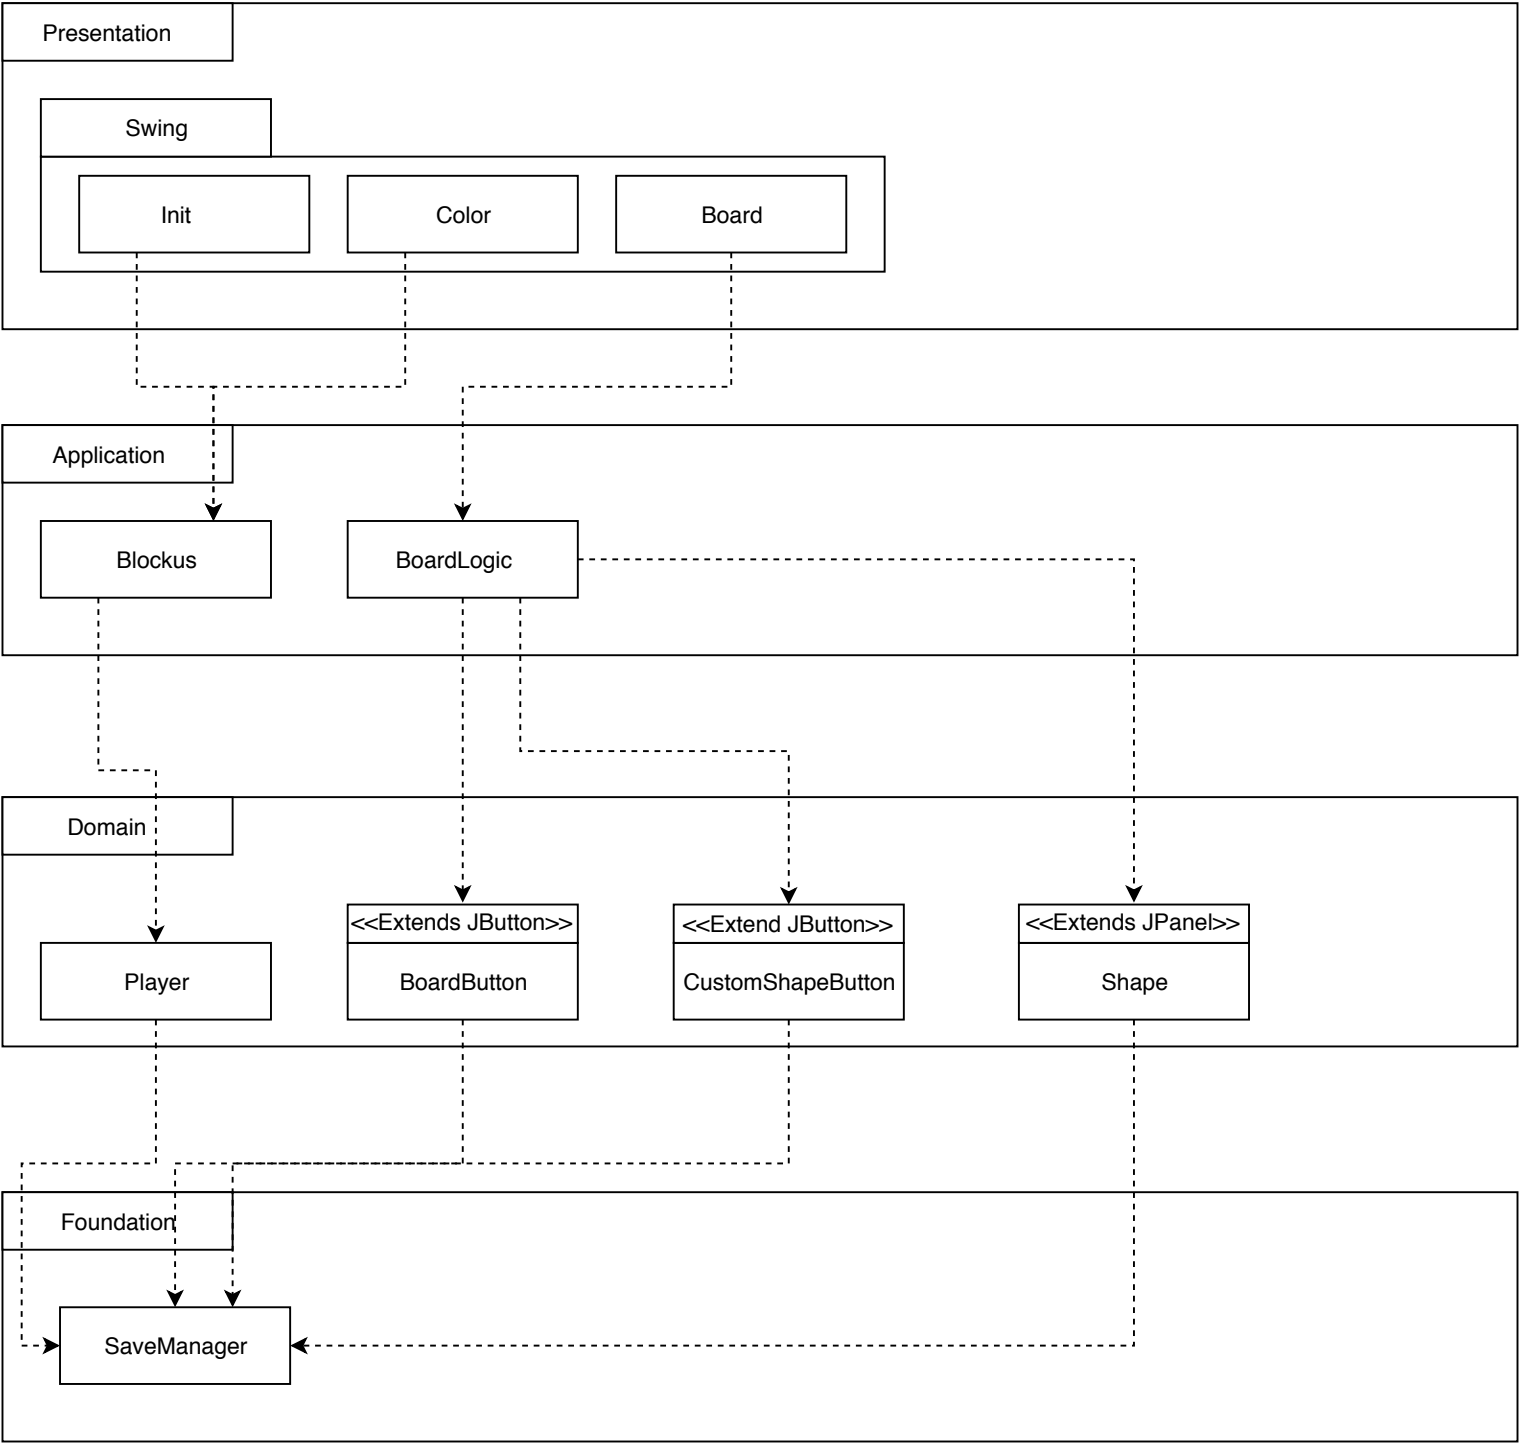 Presentation
Swing
Init
Color
Board
Application
Blockus
BoardLogic
Domain
<<Extends JButton>>
<<Extend JButton>>
<<Extends JPanel>>
Player
BoardButton
CustomShapeButton
Shape
Foundation
SaveManager